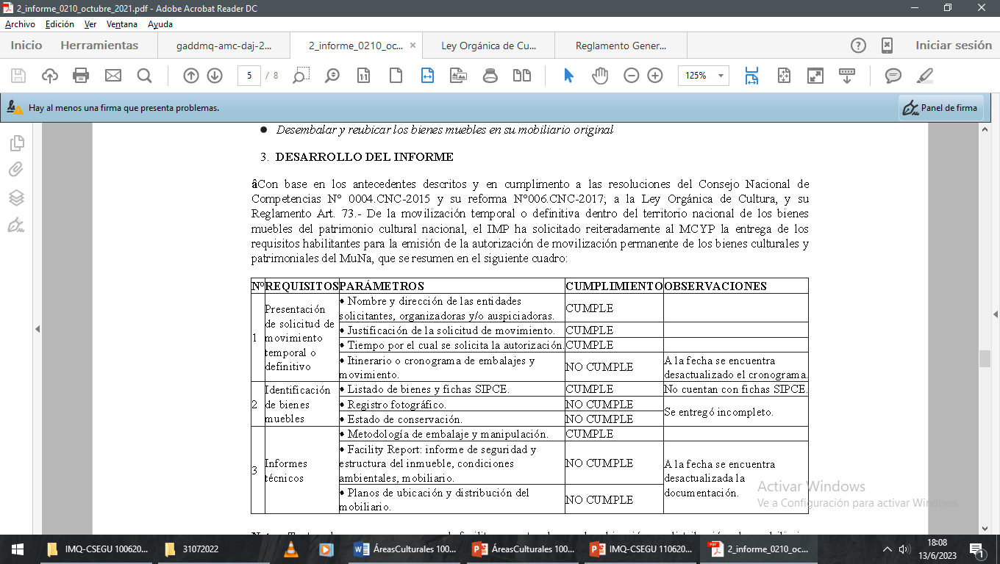 2_informe_0210_octubre_2021.pdf - Adobe Acrobat Reader DC
Archivo Edición Ver Ventana Ayuda
Inicio Herramientas gaddmq-amc-daj-2... 2_informe_0210_oc... × Ley Orgánica de Cu... Reglamento Gener... Iniciar sesión
5 / 8 125%
Hay al menos una firma que presenta problemas. Panel de firma
● Desembalar y reubicar los bienes muebles en su mobiliario original
3. DESARROLLO DEL INFORME
âCon base en los antecedentes descritos y en cumplimento a las resoluciones del Consejo Nacional de
Competencias Nº 0004.CNC-2015 y su reforma Nº006.CNC-2017; a la Ley Orgánica de Cultura, y su
Reglamento Art. 73.- De la movilización temporal o definitiva dentro del territorio nacional de los bienes
muebles del patrimonio cultural nacional, el IMP ha solicitado reiteradamente al MCYP la entrega de los
requisitos habilitantes para la emisión de la autorización de movilización permanente de los bienes culturales y
patrimoniales del MuNa, que se resumen en el siguiente cuadro:
Nº REQUISITOS PARÁMETROS CUMPLIMIENTO OBSERVACIONES
1
Presentación
de solicitud de
movimiento
temporal o
definitivo
• Nombre y dirección de las entidades
solicitantes, organizadoras y/o auspiciadoras.
CUMPLE
• Justificación de la solicitud de movimiento. CUMPLE
• Tiempo por el cual se solicita la autorización. CUMPLE
• Itinerario o cronograma de embalajes y
movimiento.
NO CUMPLE
A la fecha se encuentra
desactualizado el cronograma.
2
Identificación
de bienes
muebles
• Listado de bienes y fichas SIPCE. CUMPLE No cuentan con fichas SIPCE.
• Registro fotográfico. NO CUMPLE
• Estado de conservación. NO CUMPLE
Se entregó incompleto.
3
Informes
técnicos
• Metodología de embalaje y manipulación. CUMPLE
• Facility Report: informe de seguridad y
estructura del inmueble, condiciones
ambientales, mobiliario.
NO CUMPLE
• Planos de ubicación y distribución del
mobiliario.
NO CUMPLE
A la fecha se encuentra
desactualizada la
documentación.
Activar Windows
Ve a Configuración para activar Windows.
IMQ-CSEGU 100620... 31072022 ÁreasCulturales 100... ÁreasCulturales 100... IMQ-CSEGU 110620... 2_informe_0210_oc...
18:08
13/6/2023
1